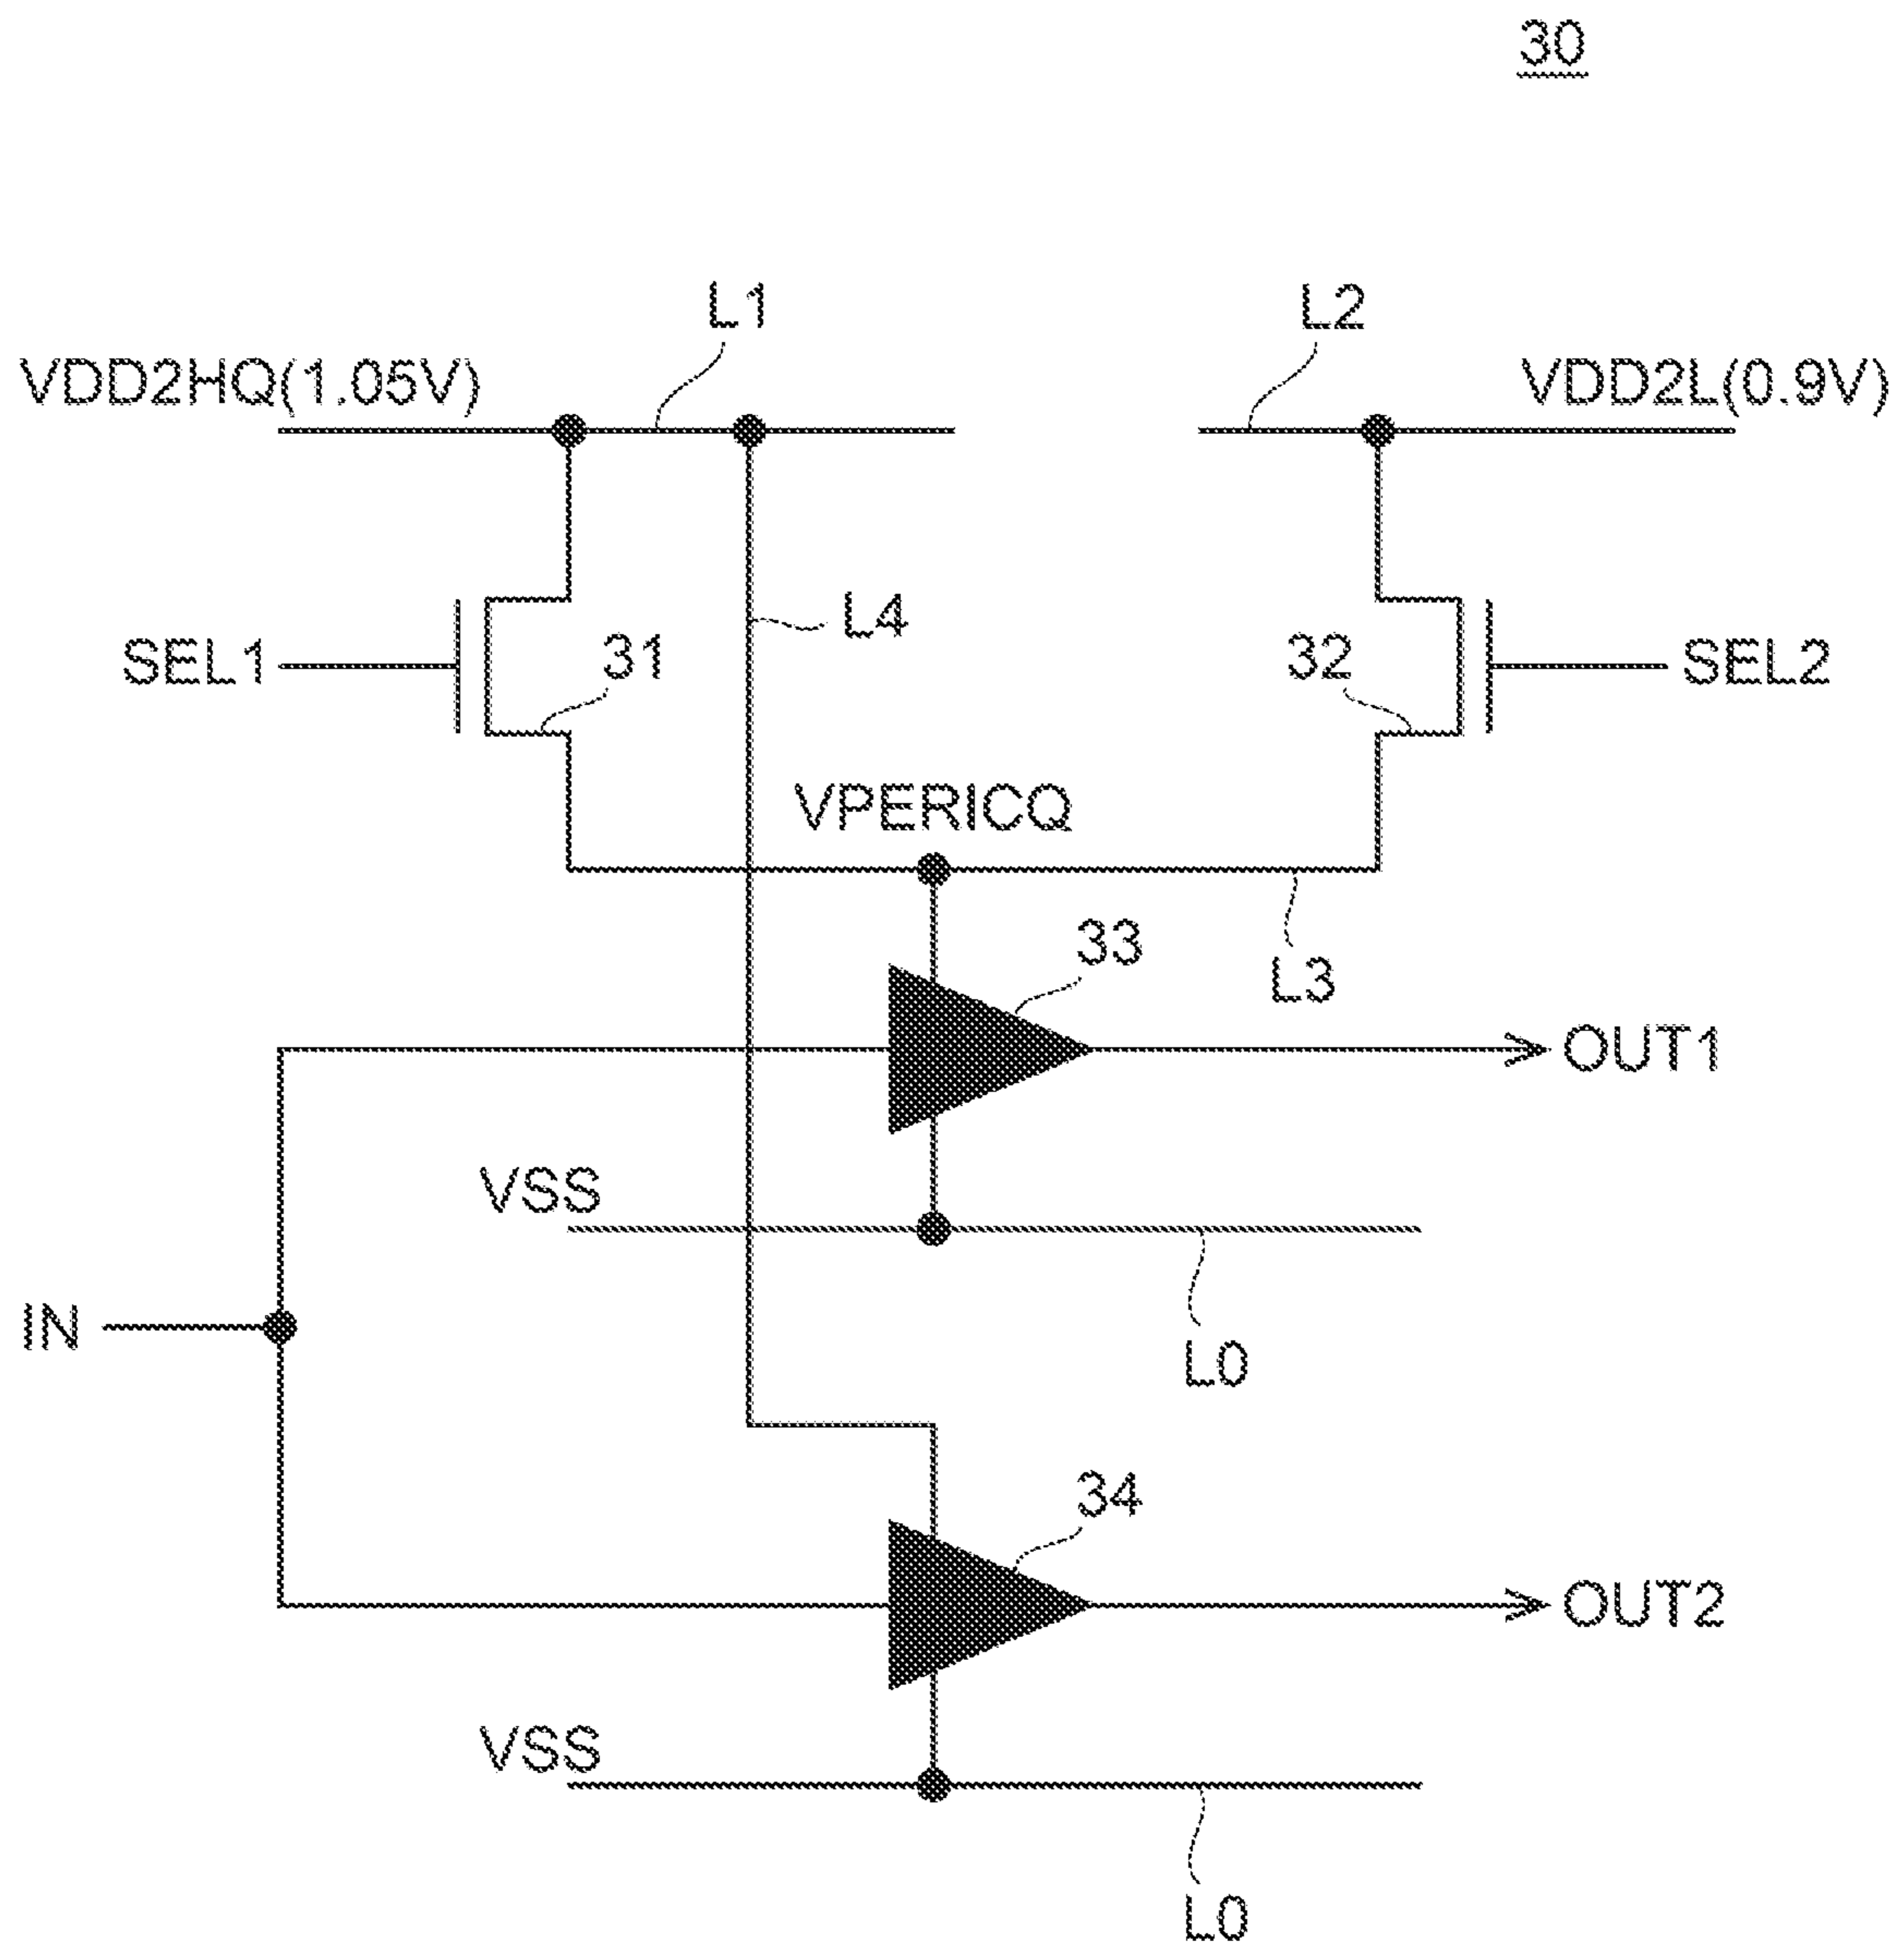 30
L1
L2
VDD2HQ(1.05V)
VDD2L(0.9V)
L4
SEL1
31
32
SEL2
VPERICQ
33
L3
OUT1
VSS
IN
L0
34
OUT2
VSS
L0